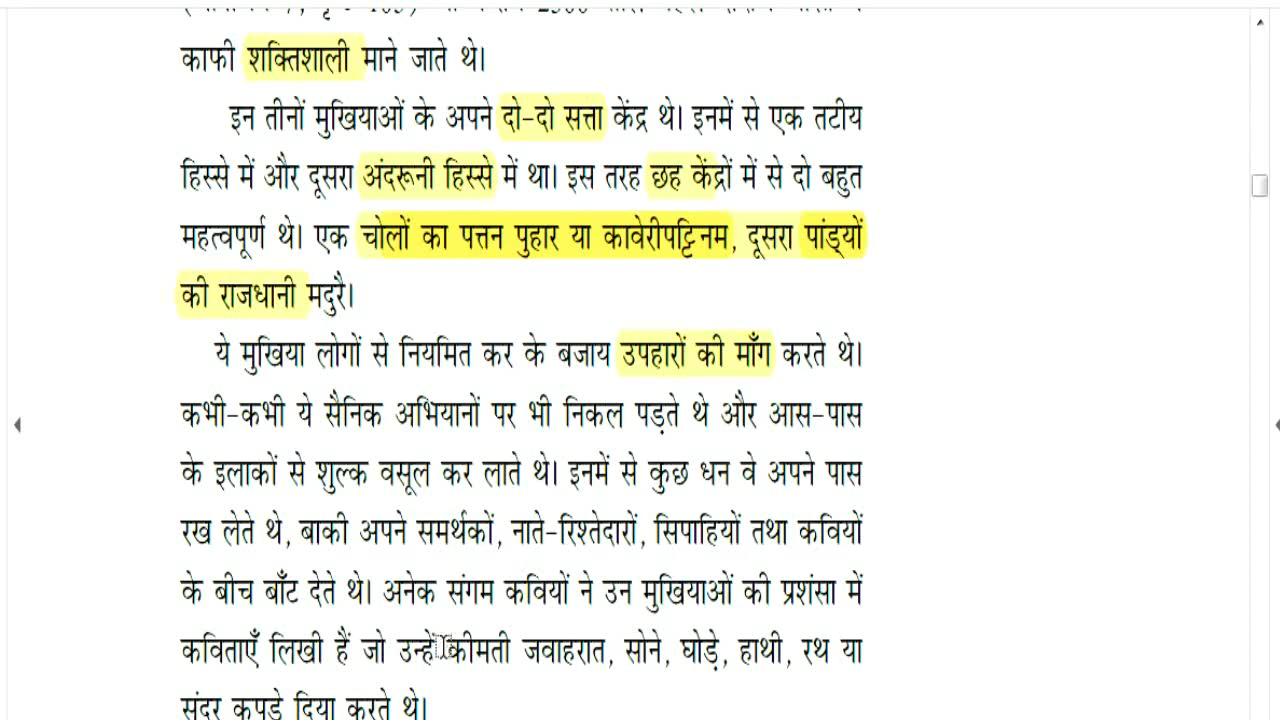 काफी शक्तिशाली माने जाते थे।
इन तीनों मुखियाओं के अपने दो-दो सत्ता केंद्र थे। इनमें से एक तटीय
हिस्से में और दूसरा अंदरूनी हिस्से में था। इस तरह छह केंद्रों में से दो बहुत
महत्वपूर्ण थे। एक चोलों का पत्तन पुहार या कावेरीपट्टिनम, दूसरा पांड्यों
की राजधानी मदुरै।
ये मुखिया लोगों से नियमित कर के बजाय उपहारों की माँग करते थे।
कभी-कभी ये सैनिक अभियानों पर भी निकल पड़ते थे और आस-पास
के इलाकों से शुल्क वसूल कर लाते थे। इनमें से कुछ धन वे अपने पास
रख लेते थे, बाकी अपने समर्थकों, नाते-रिश्तेदारों, सिपाहियों तथा कवियों
के बीच बाँट देते थे। अनेक संगम कवियों ने उन मुखियाओं की प्रशंसा में
कविताएँ लिखी हैं जो उन्हें कीमती जवाहरात, सोने, घोड़े, हाथी, रथ या
सुंदर कपड़े दिया करते थे।